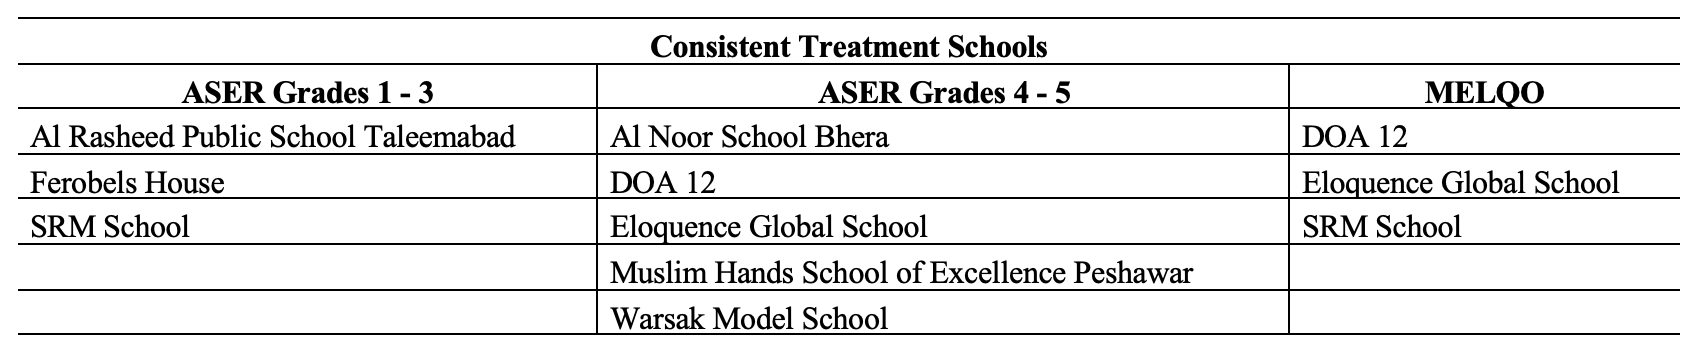 Consistent Treatment Schools
ASER Grades 1 - 3 ASER Grades 4 - 5 MELQO
Al Rasheed Public School Taleemabad Al Noor School Bhera DOA 12
Ferobels House DOA 12 Eloquence Global School
SRM School Eloquence Global School SRM School
Muslim Hands School of Excellence Peshawar
Warsak Model School